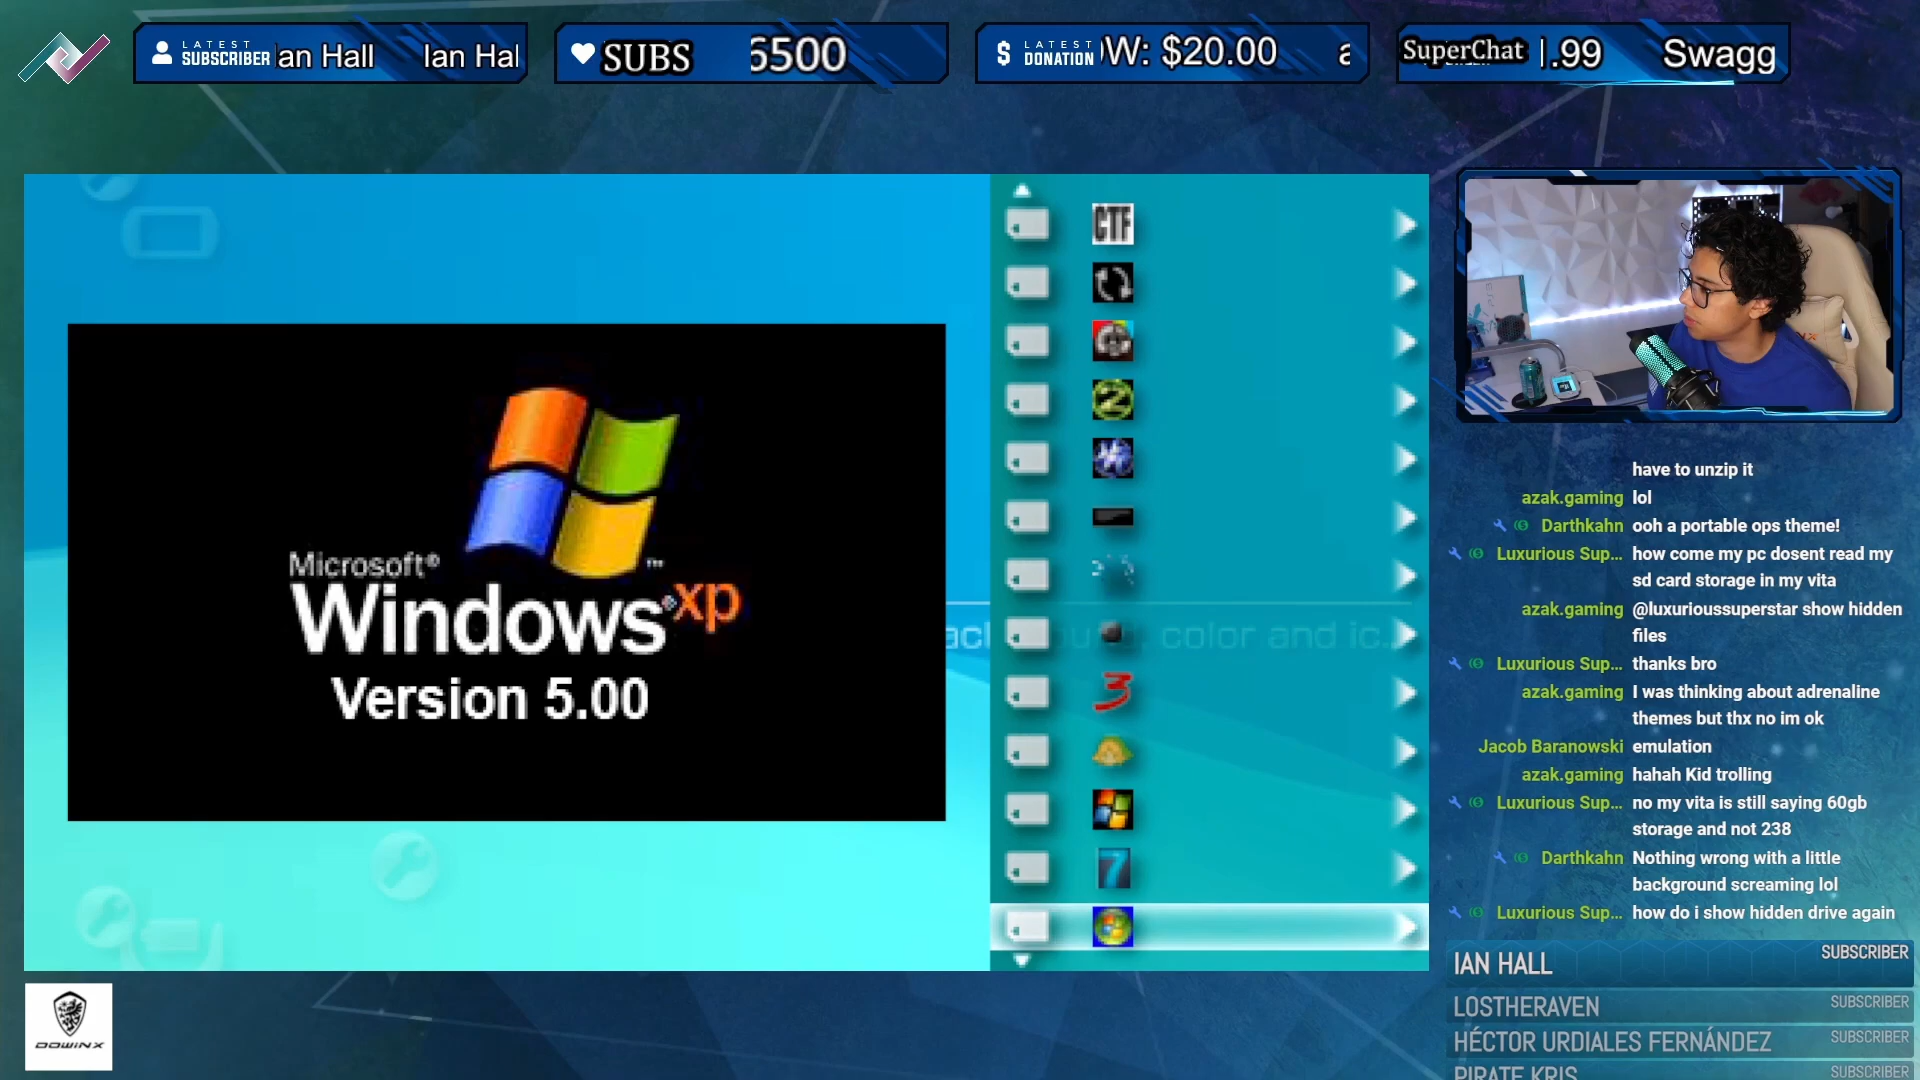 LATEST
SUBSCRIBER
Ian Hall Ian Hal
SUBS
6500
LATEST
DONATION
W: $20.00 a
SuperChat
.99 Swagg
CTF
Microsoft®
Windows® xp ™
Version 5.00
color and ic...
3
7
have to unzip it
azak.gaming lol
Darthkahn ooh a portable ops theme!
Luxurious Sup... how come my pc dosent read my
sd card storage in my vita
azak.gaming @luxurioussuperstar show hidden
files
Luxurious Sup... thanks bro
azak.gaming I was thinking about adrenaline
themes but thx no im ok
Jacob Baranowski emulation
azak.gaming hahah Kid trolling
Luxurious Sup... no my vita is still saying 60gb
storage and not 238
Darthkahn Nothing wrong with a little
background screaming lol
Luxurious Sup... how do i show hidden drive again
IAN HALL SUBSCRIBER
LOSTHERAVEN SUBSCRIBER
HÉCTOR URDIALES FERNÁNDEZ SUBSCRIBER
PIRATE KRIS SUBSCRIBER
DOWINX